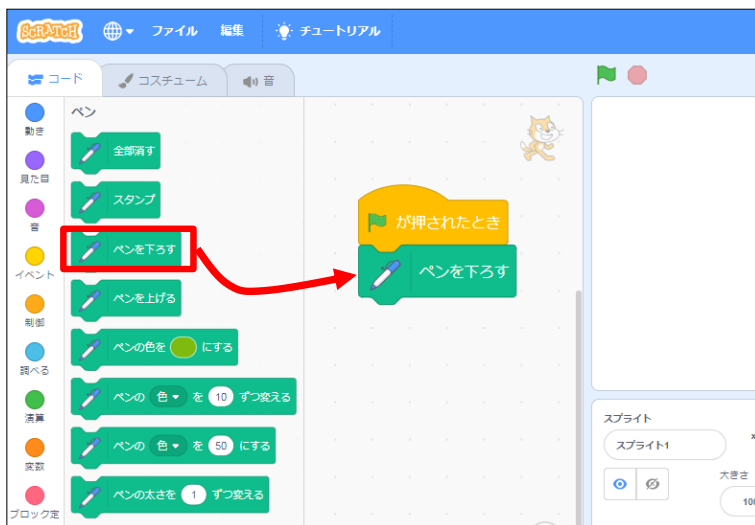 SCRATCH ファイル 編集 チュートリアル
コード コスチューム 音
動き
見た目
音
イベント
制御
調べる
演算
変数
ブロック定
ペン
全部消す
スタンプ
ペンを下ろす
ペンを上げる
ペンの色を にする
ペンの 色 を 10 ずつ変える
ペンの 色 を 50 にする
ペンの太さを 1 ずつ変える
が押されたとき
ペンを下ろす
スプライト
スプライト1
大きさ